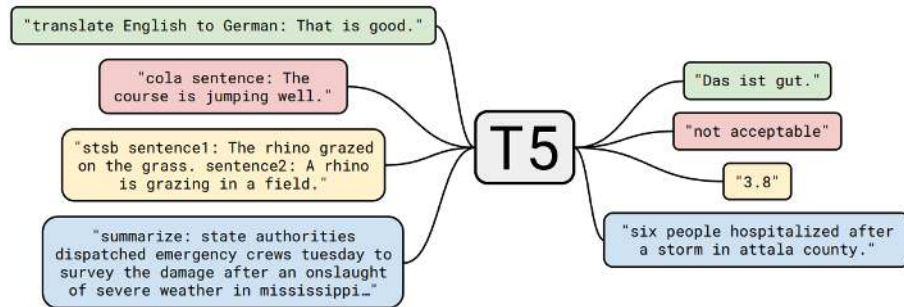 "translate English to German: That is good."
"cola sentence: The
course is jumping well."
"stsb sentence1: The rhino grazed
on the grass. sentence2: A rhino
is grazing in a field."
"summarize: state authorities
dispatched emergency crews tuesday to
survey the damage after an onslaught
of severe weather in mississippi…"
T5
"Das ist gut."
"not acceptable"
"3.8"
"six people hospitalized after
a storm in attala county."